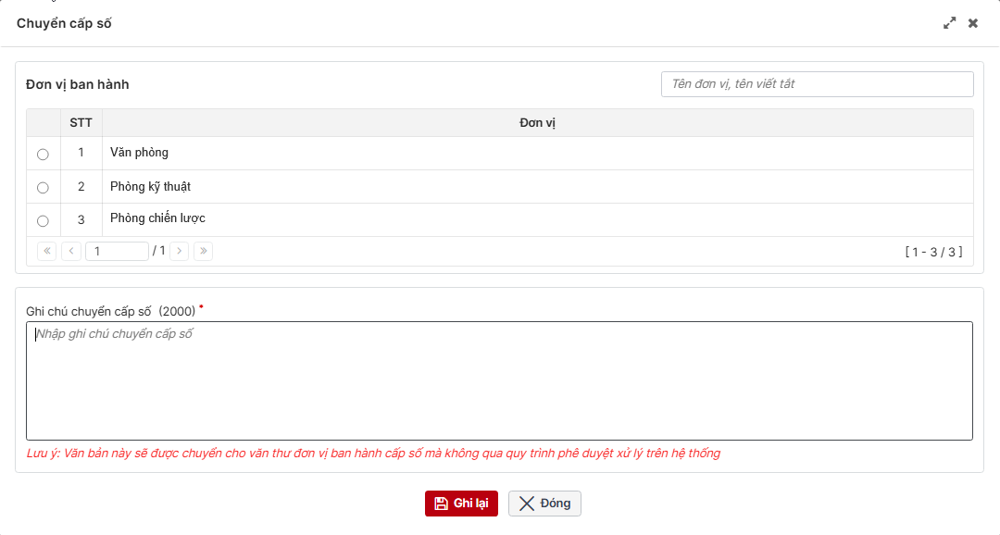 Chuyển cấp số
Đơn vị ban hành
Tên đơn vị, tên viết tắt
STT Đơn vị
1 Văn phòng
2 Phòng kỹ thuật
3 Phòng chiến lược
1 / 1 [ 1 - 3 / 3 ]
Ghi chú chuyển cấp số (2000) *
Nhập ghi chú chuyển cấp số
Lưu ý: Văn bản này sẽ được chuyển cho văn thư đơn vị ban hành cấp số mà không qua quy trình phê duyệt xử lý trên hệ thống
Ghi lại Đóng